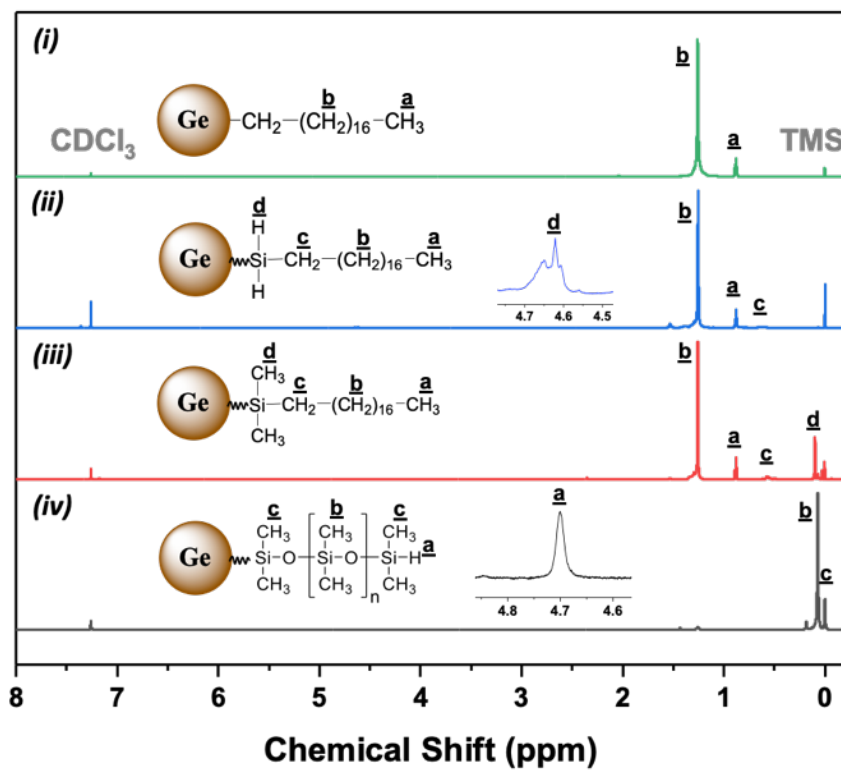 (i)
b
a
b
Ge
CH₂
(CH₂)₁₆
CH₃
CDCl₃
a
TMS
(ii)
d
H
c
b
a
Ge
Si
CH₂
(CH₂)₁₆
CH₃
H
d
4.7
4.6
4.5
b
a
c
(iii)
d
CH₃
c
b
a
Ge
Si
CH₂
(CH₂)₁₆
CH₃
CH₃
b
a
c
d
(iv)
c
b
c
CH₃
CH₃
CH₃
a
Ge
Si
O
Si
O
Si
H
CH₃
CH₃
CH₃
n
a
4.8
4.7
4.6
b
c
8
7
6
5
4
3
2
1
0
Chemical Shift (ppm)